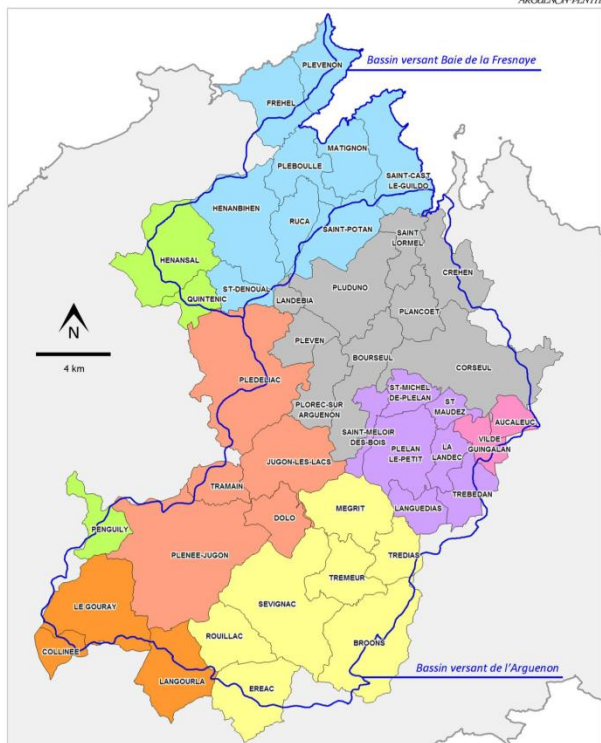 ARGUENON-PENTHI
Bassin versant Baie de la Fresnaye
PLEVENON
FREHEL
MATIGNON
PLEBOULLE
SAINT-CAST
LE-GUILDO
HENANBIHEN
RUCA
SAINT-POTAN
SAINT
LORMEL
HENANSAL
CREHEN
ST-DENOUAL
QUINTENIC
LANDEBIA
PLUDUNO
PLANCOET
N
4 km
PLEVEN
BOURSEUL
CORSEUL
PLEDELIAC
ST-MICHEL
DE-PLELAN
PLOREC-SUR
ARGUENON
ST
MAUDEZ
AUCALEUC
SAINT-MELOIR
DES-BOIS
PLELAN
LE-PETIT
LA
LANDEC
VILDE
GUINGALAN
JUGON-LES-LACS
TRAMAIN
TREBEDAN
MEGRIT
LANGUEDIAS
DOLO
PENGUILY
PLENEE-JUGON
TREDIAS
TREMEUR
SEVIGNAC
LE GOURAY
ROUILLAC
BROONS
COLLINEE
LANGOURLA
EREAC
Bassin versant de l'Arguenon